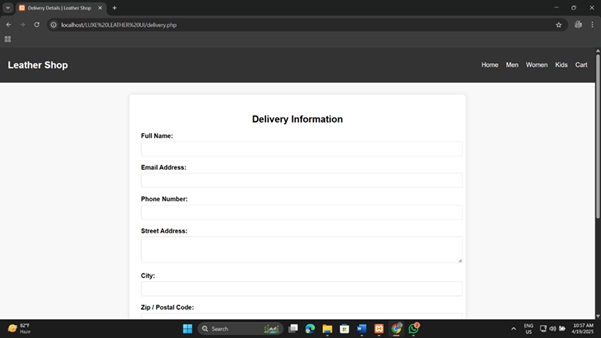 Delivery Details | Leather Shop
localhost/LUXE%20LEATHER%20UI/delivery.php
Leather Shop
Home Men Women Kids Cart
Delivery Information
Full Name:
Email Address:
Phone Number:
Street Address:
City:
Zip / Postal Code:
82°F
Haze
Search
ENG
US
10:57 AM
4/19/2025